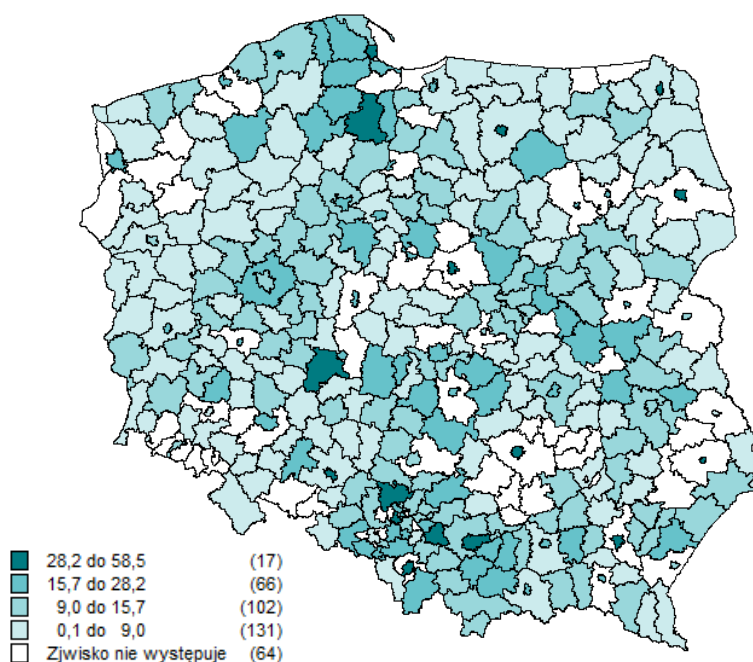 28,2 do 58,5 (17)
15,7 do 28,2 (66)
9,0 do 15,7 (102)
0,1 do 9,0 (131)
Zjwisko nie występuje (64)